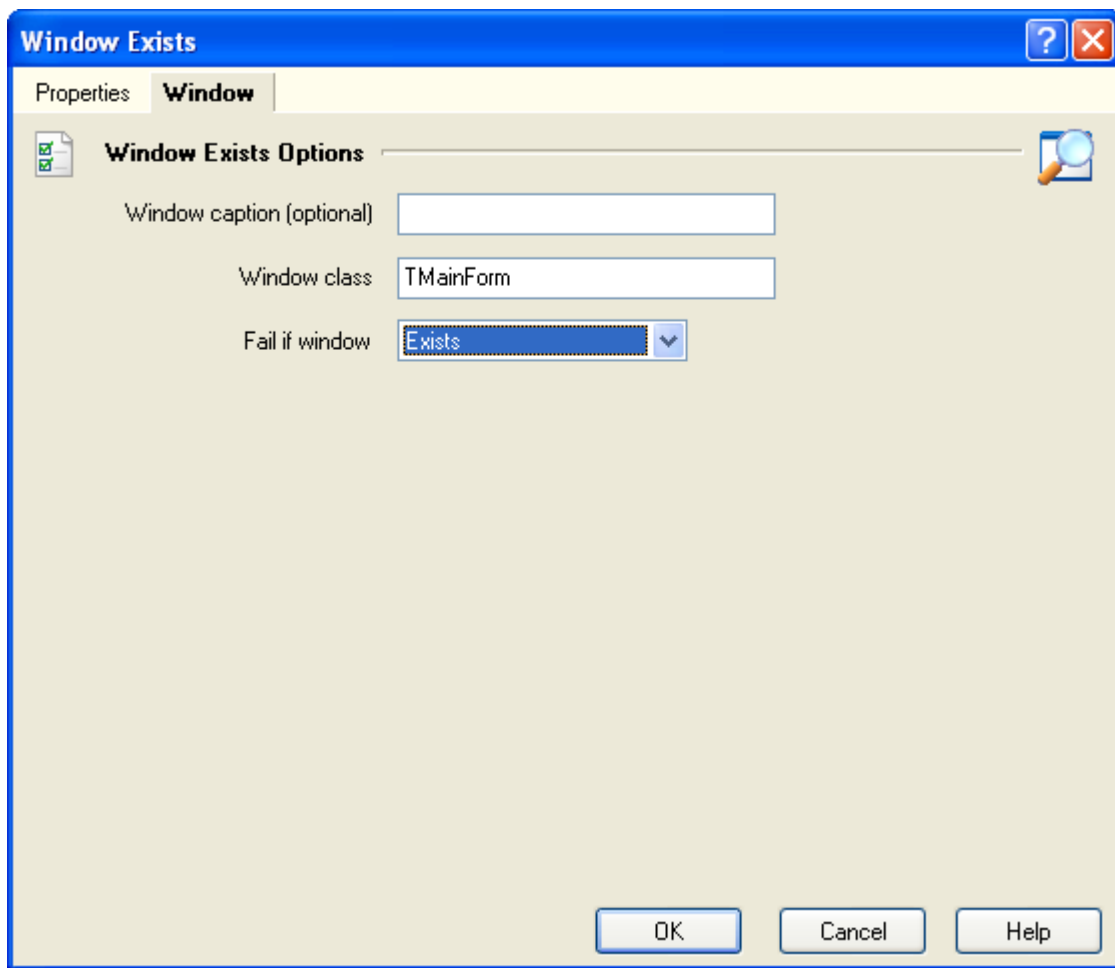 Window Exists
Properties Window
Window Exists Options
Window caption (optional)
Window class TMainForm
Fail if window Exists
OK Cancel Help